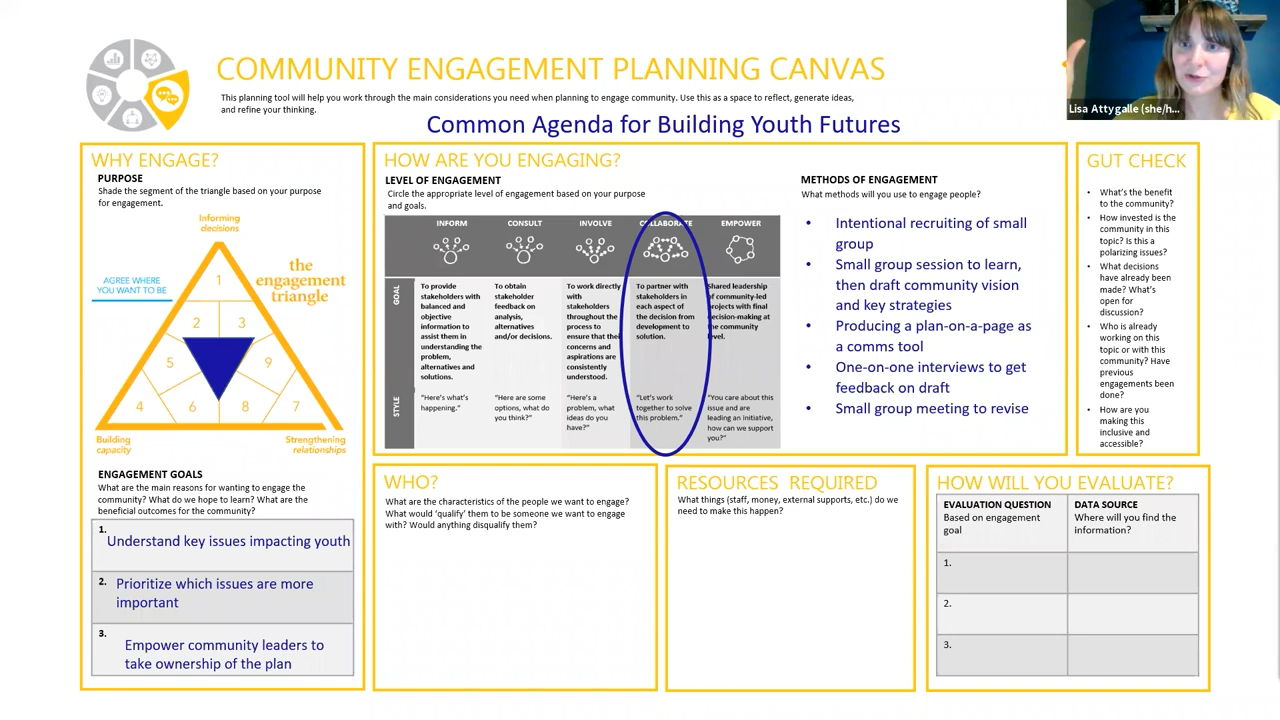 COMMUNITY ENGAGEMENT PLANNING CANVAS
This planning tool will help you work through the main considerations you need when planning to engage community. Use this as a space to reflect, generate ideas,
and refine your thinking.
Common Agenda for Building Youth Futures
Lisa Attygalle (she/h...
WHY ENGAGE?
PURPOSE
Shade the segment of the triangle based on your purpose
for engagement.
Informing
decisions
AGREE WHERE
YOU WANT TO BE
the
engagement
triangle
1
2
3
5
9
4
6
8
7
Building
capacity
Strengthening
relationships
ENGAGEMENT GOALS
What are the main reasons for wanting to engage the
community? What do we hope to learn? What are the
beneficial outcomes for the community?
1.
Understand key issues impacting youth
2.
Prioritize which issues are more
important
3.
Empower community leaders to
take ownership of the plan
HOW ARE YOU ENGAGING?
LEVEL OF ENGAGEMENT
Circle the appropriate level of engagement based on your purpose
and goals.
INFORM
CONSULT
INVOLVE
COLLABORATE
EMPOWER
GOAL
To provide
stakeholders with
balanced and
objective
information to
assist them in
understanding the
problem,
alternatives and
solutions.
To obtain
stakeholder
feedback on
analysis,
alternatives
and/or decisions.
To work directly
with
stakeholders
throughout the
process to
ensure that their
concerns and
aspirations are
consistently
understood.
To partner with
stakeholders in
each aspect of
the decision from
development to
solution.
Shared leadership
of community-led
projects with final
decision-making at
the community
level.
STYLE
"Here's what's
happening."
"Here are some
options, what do
you think?"
"Here's a
problem, what
ideas do you
have?"
"Let's work
together to solve
this problem."
"You care about this
issue and are
leading an initiative,
how can we support
you?"
METHODS OF ENGAGEMENT
What methods will you use to engage people?
• Intentional recruiting of small
group
• Small group session to learn,
then draft community vision
and key strategies
• Producing a plan-on-a-page as
a comms tool
• One-on-one interviews to get
feedback on draft
• Small group meeting to revise
GUT CHECK
• What's the benefit
to the community?
• How invested is the
community in this
topic? Is this a
polarizing issues?
• What decisions
have already been
made? What's
open for
discussion?
• Who is already
working on this
topic or with this
community? Have
previous
engagements been
done?
• How are you
making this
inclusive and
accessible?
WHO?
What are the characteristics of the people we want to engage?
What would 'qualify' them to be someone we want to engage
with? Would anything disqualify them?
RESOURCES REQUIRED
What things (staff, money, external supports, etc.) do we
need to make this happen?
HOW WILL YOU EVALUATE?
EVALUATION QUESTION
Based on engagement
goal
DATA SOURCE
Where will you find the
information?
1.
2.
3.